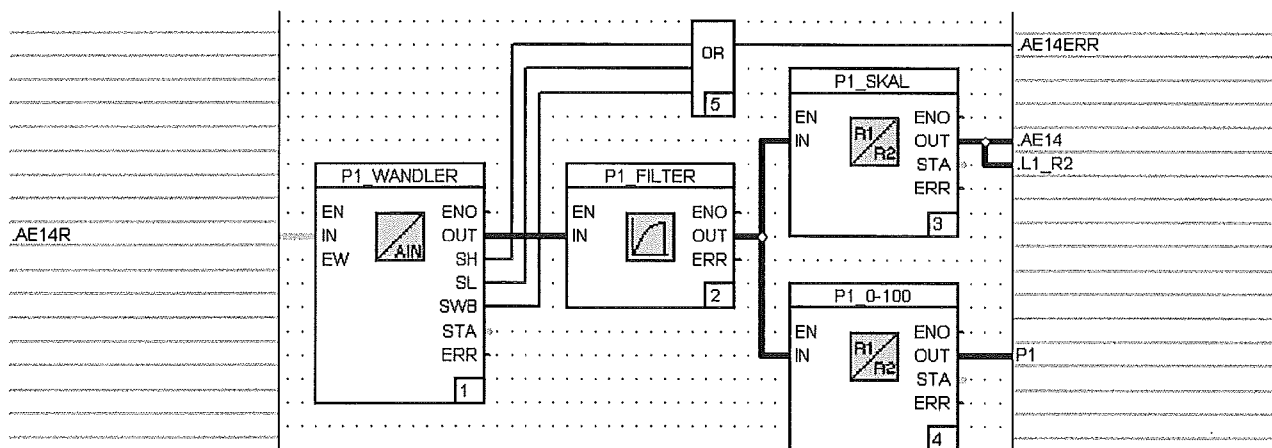 OR
5
.AE14ERR
P1_SKAL
EN ENO
IN R1/R2 OUT
STA
ERR
3
.AE14
.L1_R2
.AE14R
P1_WANDLER
EN ENO
IN AIN OUT
EW SH
SL
SWB
STA
ERR
1
P1_FILTER
EN ENO
IN OUT
ERR
2
P1_0-100
EN ENO
IN R1/R2 OUT
STA
ERR
4
P1